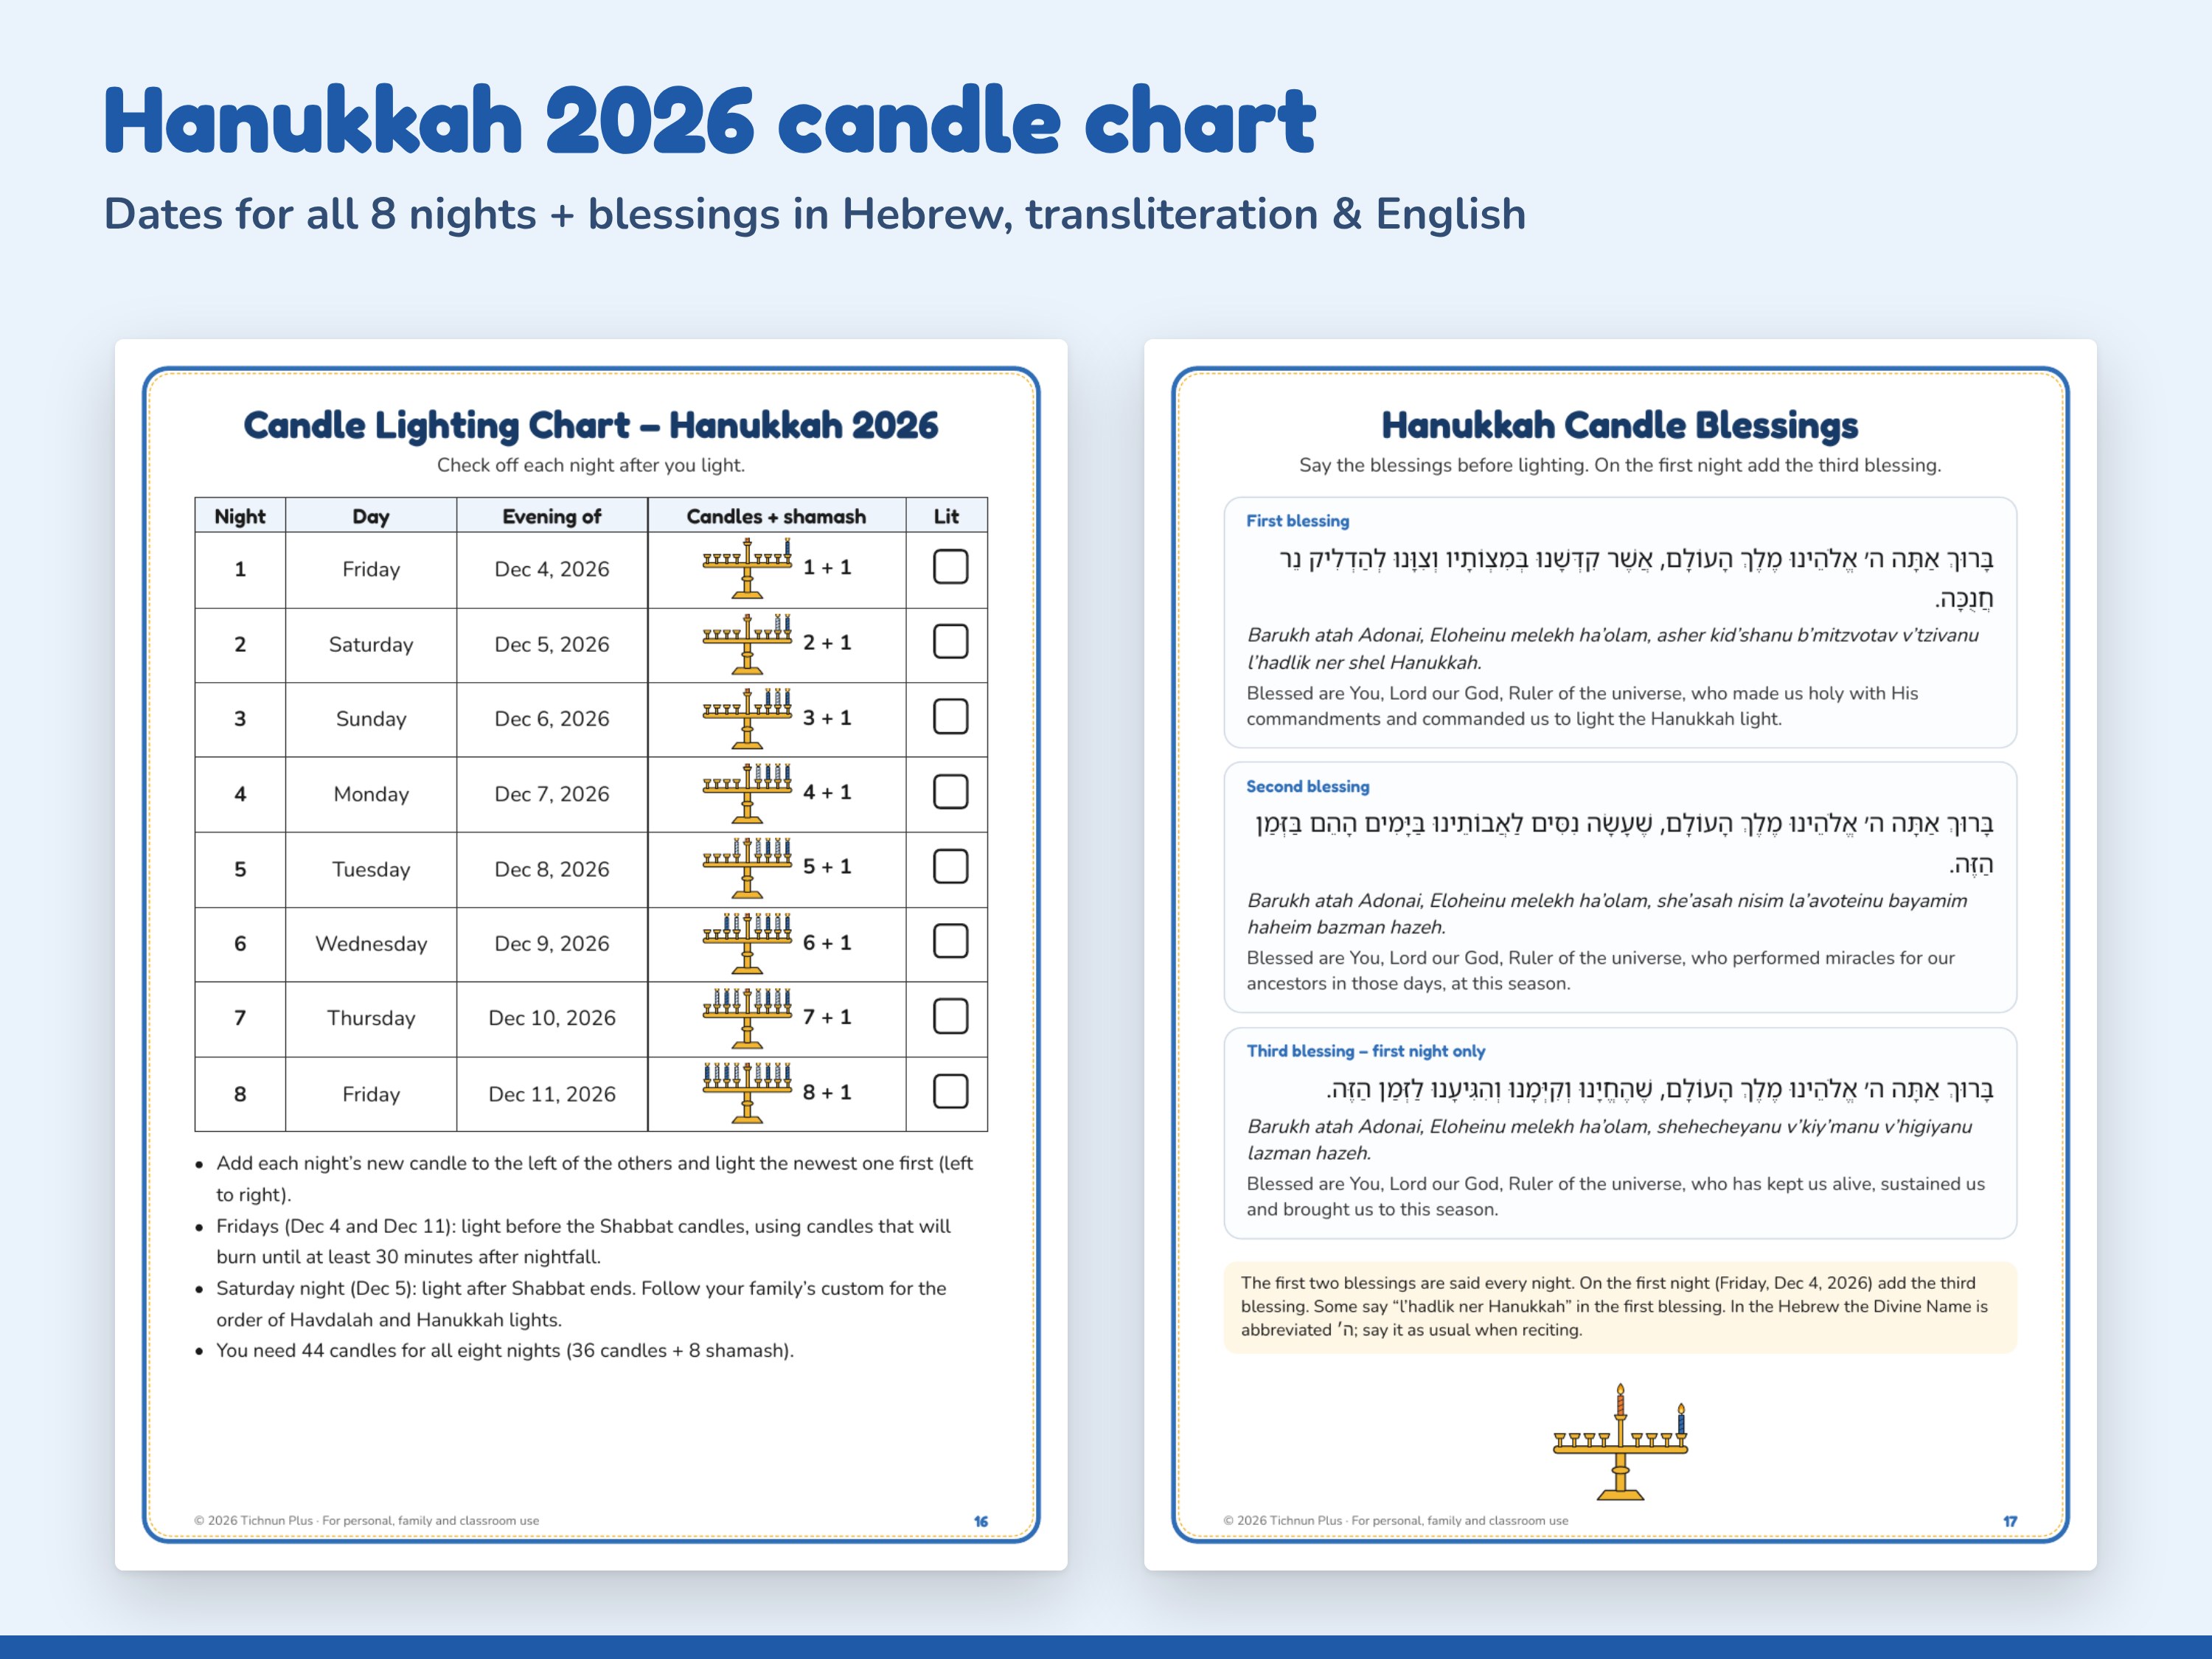 Hanukkah 2026 candle chart
Dates for all 8 nights + blessings in Hebrew, transliteration & English
Candle Lighting Chart – Hanukkah 2026
Check off each night after you light.
Night Day Evening of Candles + shamash Lit
1 Friday Dec 4, 2026 1 + 1
2 Saturday Dec 5, 2026 2 + 1
3 Sunday Dec 6, 2026 3 + 1
4 Monday Dec 7, 2026 4 + 1
5 Tuesday Dec 8, 2026 5 + 1
6 Wednesday Dec 9, 2026 6 + 1
7 Thursday Dec 10, 2026 7 + 1
8 Friday Dec 11, 2026 8 + 1
• Add each night’s new candle to the left of the others and light the newest one first (left
to right).
• Fridays (Dec 4 and Dec 11): light before the Shabbat candles, using candles that will
burn until at least 30 minutes after nightfall.
• Saturday night (Dec 5): light after Shabbat ends. Follow your family’s custom for the
order of Havdalah and Hanukkah lights.
• You need 44 candles for all eight nights (36 candles + 8 shamash).
© 2026 Tichnun Plus · For personal, family and classroom use 16
Hanukkah Candle Blessings
Say the blessings before lighting. On the first night add the third blessing.
First blessing
בָּרוּךְ אַתָּה ה׳ אֱלֹהֵינוּ מֶלֶךְ הָעוֹלָם, אֲשֶׁר קִדְּשָׁנוּ בְּמִצְוֹתָיו וְצִוָּנוּ לְהַדְלִיק נֵר
חֲנֻכָּה.
Barukh atah Adonai, Eloheinu melekh ha’olam, asher kid’shanu b’mitzvotav v’tzivanu
l’hadlik ner shel Hanukkah.
Blessed are You, Lord our God, Ruler of the universe, who made us holy with His
commandments and commanded us to light the Hanukkah light.
Second blessing
בָּרוּךְ אַתָּה ה׳ אֱלֹהֵינוּ מֶלֶךְ הָעוֹלָם, שֶׁעָשָׂה נִסִּים לַאֲבוֹתֵינוּ בַּיָּמִים הָהֵם בַּזְּמַן
הַזֶּה.
Barukh atah Adonai, Eloheinu melekh ha’olam, she’asah nisim la’avoteinu bayamim
haheim bazman hazeh.
Blessed are You, Lord our God, Ruler of the universe, who performed miracles for our
ancestors in those days, at this season.
Third blessing – first night only
בָּרוּךְ אַתָּה ה׳ אֱלֹהֵינוּ מֶלֶךְ הָעוֹלָם, שֶׁהֶחֱיָנוּ וְקִיְּמָנוּ וְהִגִּיעָנוּ לַזְּמַן הַזֶּה.
Barukh atah Adonai, Eloheinu melekh ha’olam, shehecheyanu v’kiy’manu v’higiyanu
lazman hazeh.
Blessed are You, Lord our God, Ruler of the universe, who has kept us alive, sustained us
and brought us to this season.
The first two blessings are said every night. On the first night (Friday, Dec 4, 2026) add the third
blessing. Some say “l’hadlik ner Hanukkah” in the first blessing. In the Hebrew the Divine Name is
abbreviated ה׳; say it as usual when reciting.
© 2026 Tichnun Plus · For personal, family and classroom use 17